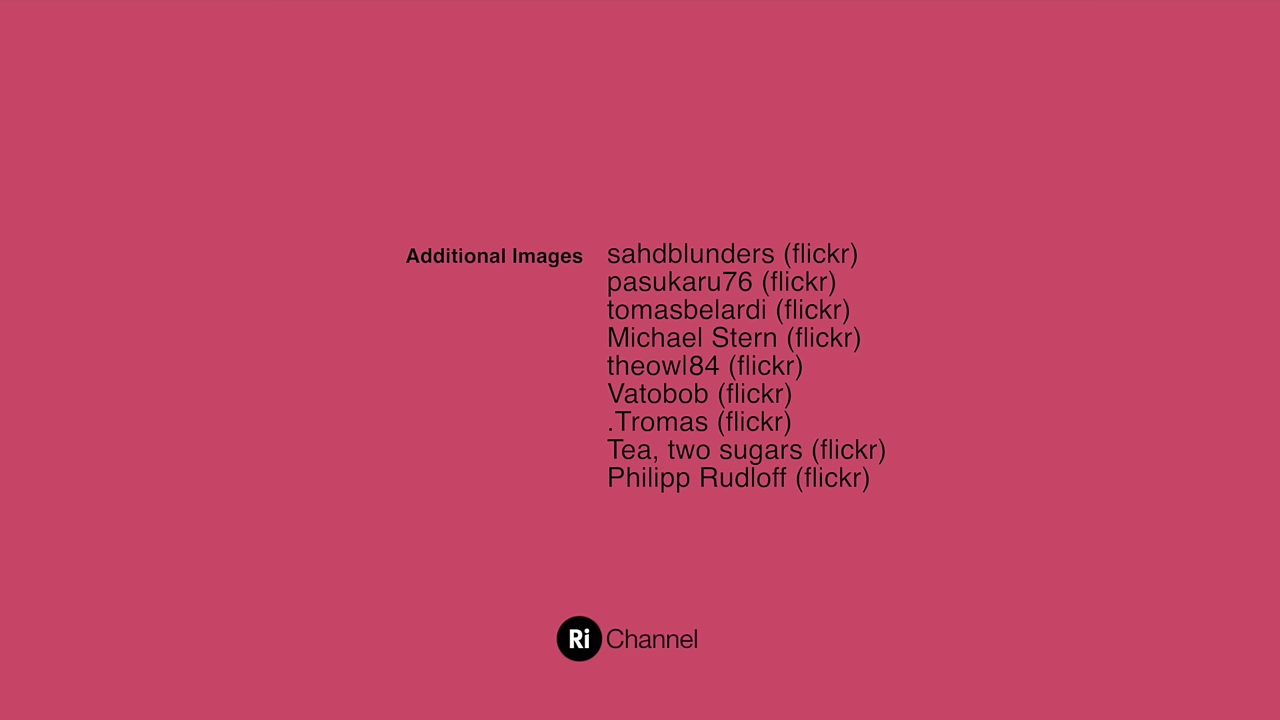 Additional Images sahdblunders (flickr)
pasukaru76 (flickr)
tomasbelardi (flickr)
Michael Stern (flickr)
theowl84 (flickr)
Vatobob (flickr)
.Tromas (flickr)
Tea, two sugars (flickr)
Philipp Rudloff (flickr)
Ri Channel